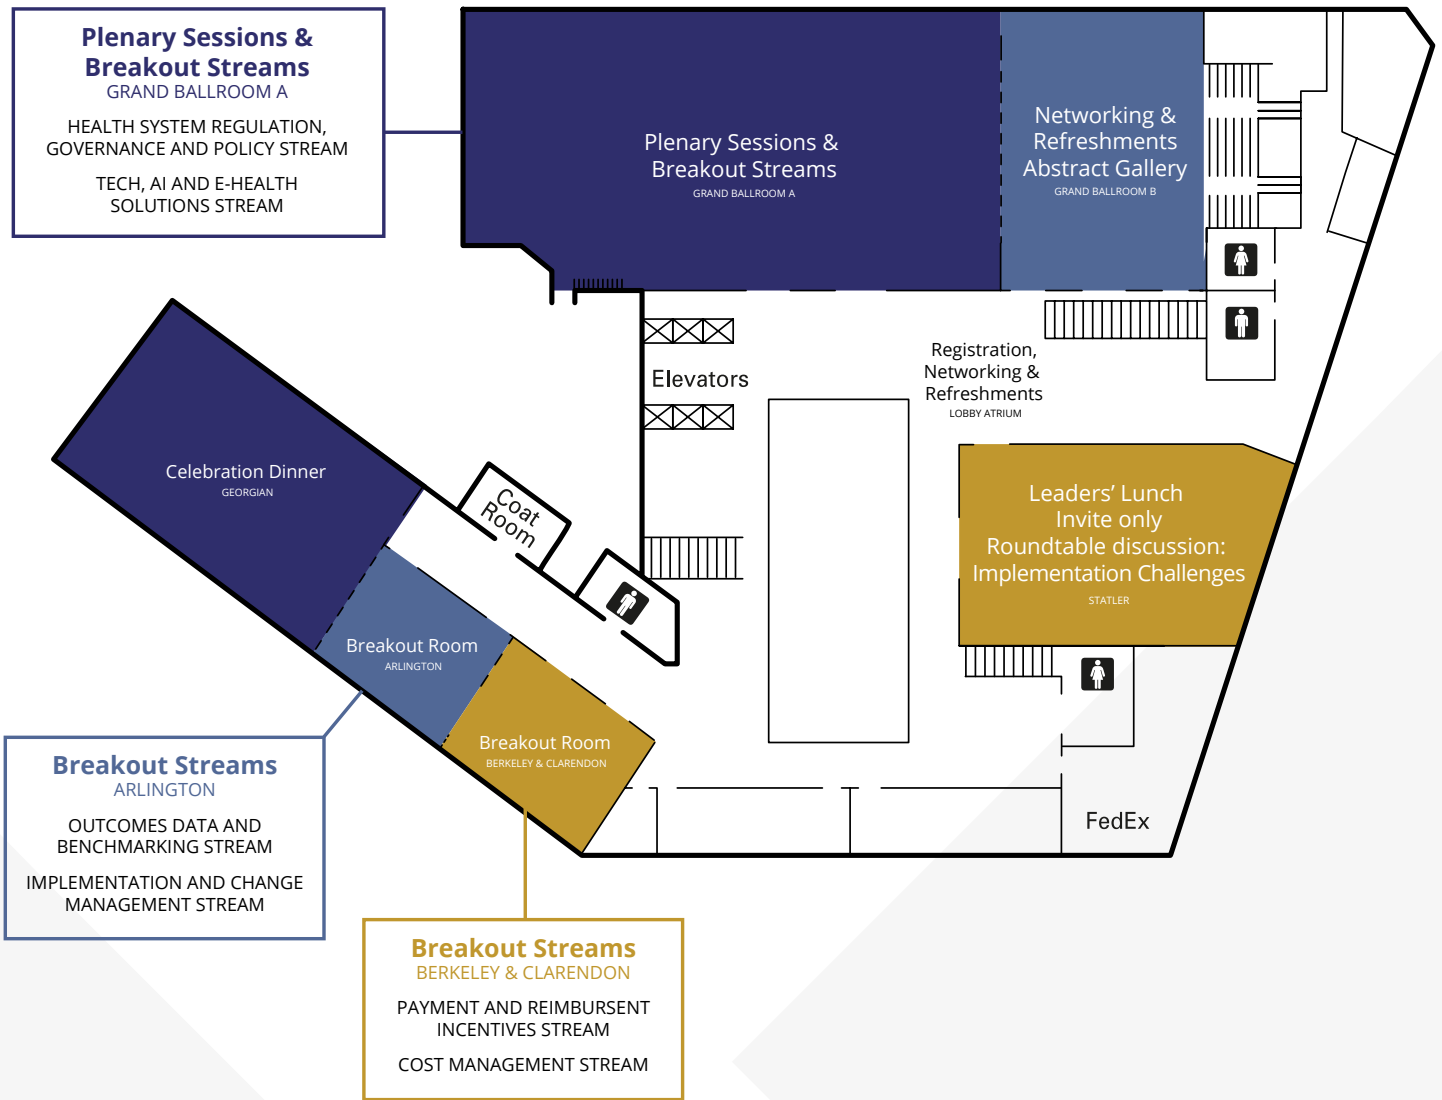 Plenary Sessions &
Breakout Streams
GRAND BALLROOM A
HEALTH SYSTEM REGULATION,
GOVERNANCE AND POLICY STREAM
TECH, AI AND E-HEALTH
SOLUTIONS STREAM
Plenary Sessions &
Breakout Streams
GRAND BALLROOM A
Networking &
Refreshments
Abstract Gallery
GRAND BALLROOM B
Elevators
Registration,
Networking &
Refreshments
LOBBY ATRIUM
Celebration Dinner
GEORGIAN
Coat
Room
Leaders’ Lunch
Invite only
Roundtable discussion:
Implementation Challenges
STATLER
Breakout Room
ARLINGTON
Breakout Room
BERKELEY & CLARENDON
FedEx
Breakout Streams
ARLINGTON
OUTCOMES DATA AND
BENCHMARKING STREAM
IMPLEMENTATION AND CHANGE
MANAGEMENT STREAM
Breakout Streams
BERKELEY & CLARENDON
PAYMENT AND REIMBURSENT
INCENTIVES STREAM
COST MANAGEMENT STREAM